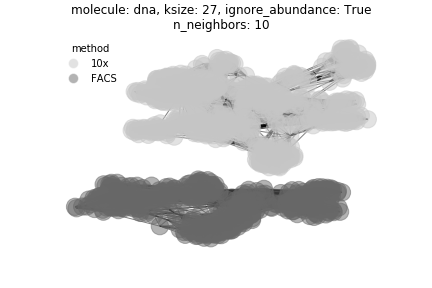 molecule: dna, ksize: 27, ignore_abundance: True
n_neighbors: 10
method
10x
FACS